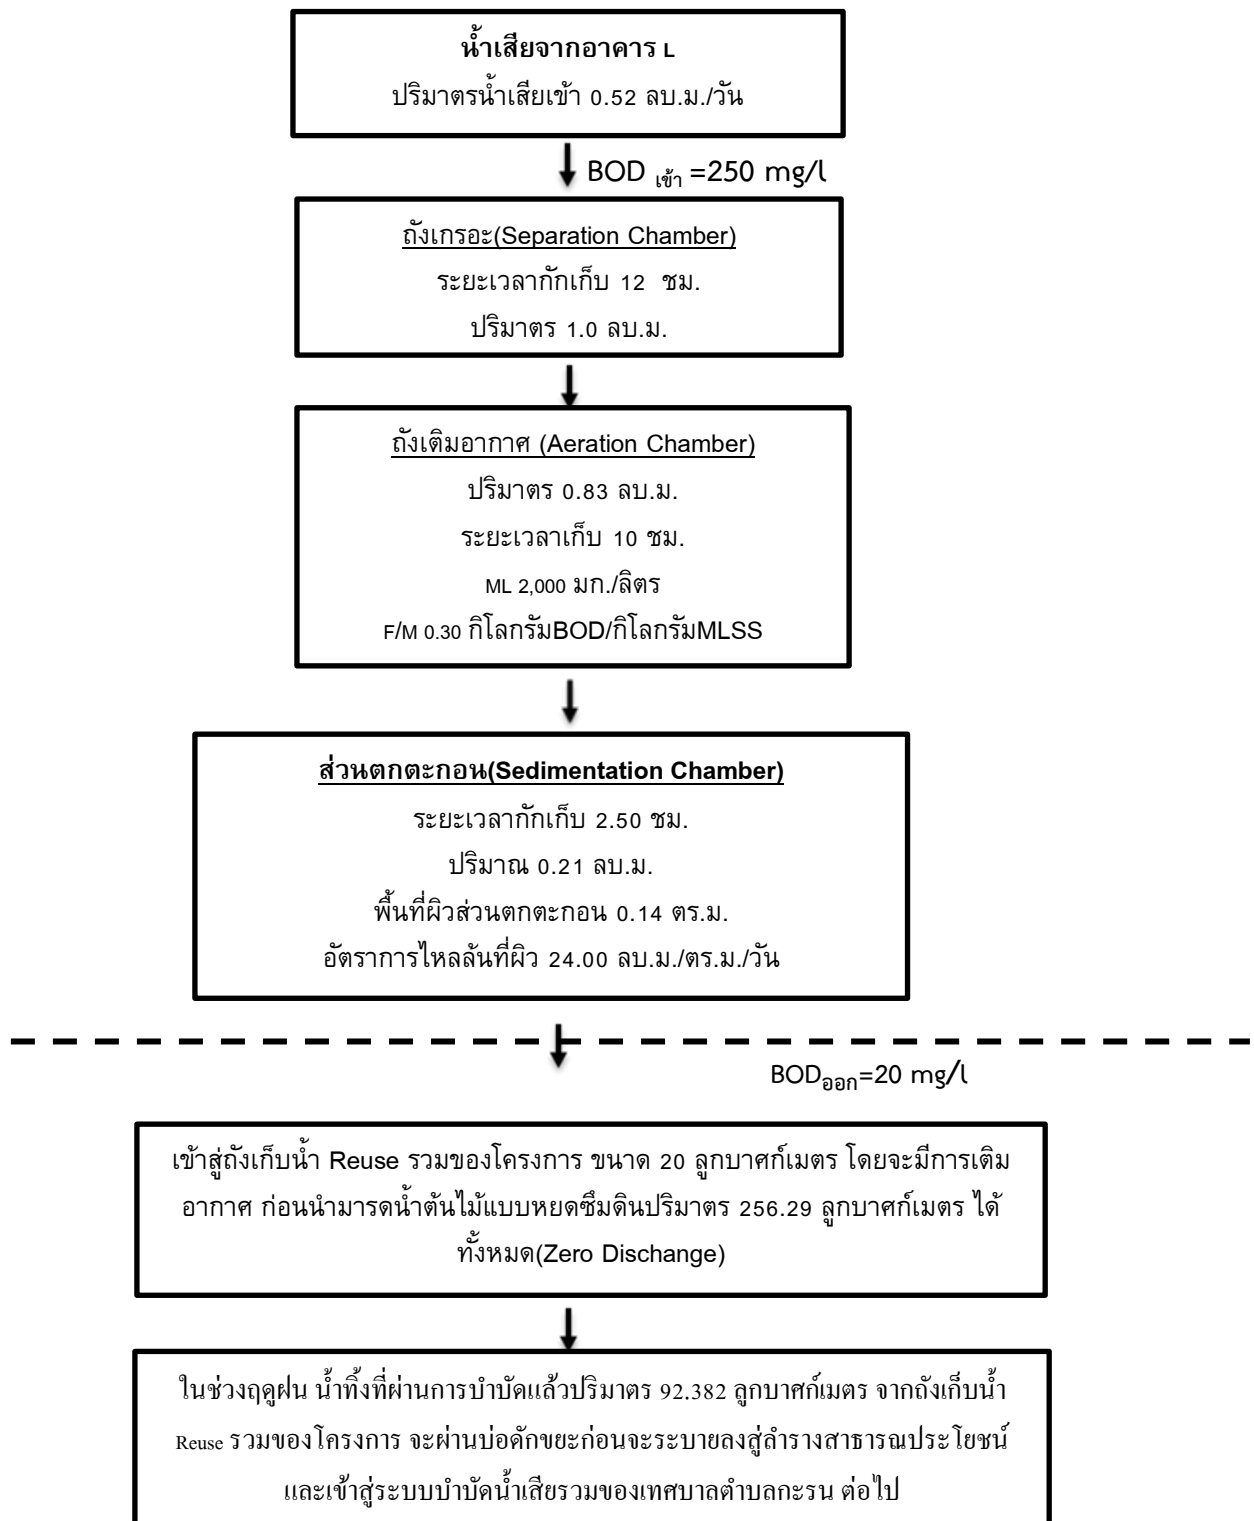 น้ำเสียจากอาคาร L
ปริมาตรน้ำเสียเข้า 0.52 ลบ.ม./วัน
BOD เข้า =250 mg/l
ถังเกรอะ(Separation Chamber)
ระยะเวลากักเก็บ 12 ชม.
ปริมาตร 1.0 ลบ.ม.
ถังเติมอากาศ (Aeration Chamber)
ปริมาตร 0.83 ลบ.ม.
ระยะเวลาเก็บ 10 ชม.
ML 2,000 มก./ลิตร
F/M 0.30 กิโลกรัมBOD/กิโลกรัมMLSS
ส่วนตกตะกอน(Sedimentation Chamber)
ระยะเวลากักเก็บ 2.50 ชม.
ปริมาณ 0.21 ลบ.ม.
พื้นที่ผิวส่วนตกตะกอน 0.14 ตร.ม.
อัตราการไหลล้นที่ผิว 24.00 ลบ.ม./ตร.ม./วัน
BODออก=20 mg/l
เข้าสู่ถังเก็บน้ำ Reuse รวมของโครงการ ขนาด 20 ลูกบาศก์เมตร โดยจะมีการเติม
อากาศ ก่อนนำมารดน้ำต้นไม้แบบหยดซึมดินปริมาตร 256.29 ลูกบาศก์เมตร ได้
ทั้งหมด(Zero Dischange)
ในช่วงฤดูฝน น้ำทิ้งที่ผ่านการบำบัดแล้วปริมาตร 92.382 ลูกบาศก์เมตร จากถังเก็บน้ำ
Reuse รวมของโครงการ จะผ่านบ่อดักขยะก่อนจะระบายลงสู่ลำรางสาธารณประโยชน์
และเข้าสู่ระบบบำบัดน้ำเสียรวมของเทศบาลตำบลกะรน ต่อไป